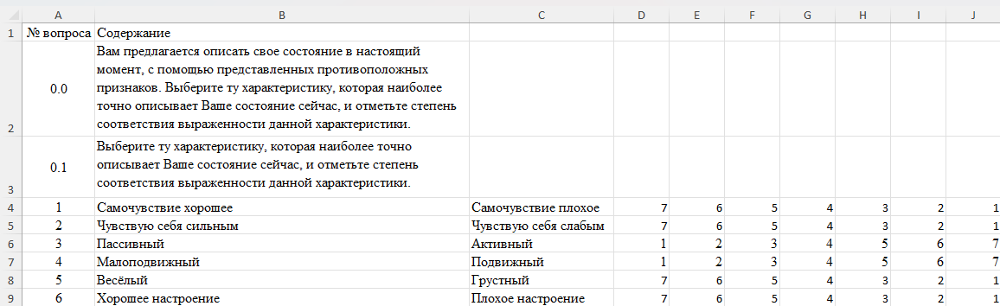 A B C D E F G H I J
1 № вопроса Содержание
Вам предлагается описать свое состояние в настоящий
момент, с помощью представленных противоположных
признаков. Выберите ту характеристику, которая наиболее
0.0
точно описывает Ваше состояние сейчас, и отметьте степень
2 соответствия выраженности данной характеристики.
Выберите ту характеристику, которая наиболее точно
0.1 описывает Ваше состояние сейчас, и отметьте степень
3 соответствия выраженности данной характеристики.
4 1 Самочувствие хорошее Самочувствие плохое 7 6 5 4 3 2 1
5 2 Чувствую себя сильным Чувствую себя слабым 7 6 5 4 3 2 1
6 3 Пассивный Активный 1 2 3 4 5 6 7
7 4 Малоподвижный Подвижный 1 2 3 4 5 6 7
8 5 Весёлый Грустный 7 6 5 4 3 2 1
9 6 Хорошее настроение Плохое настроение 7 6 5 4 3 2 1